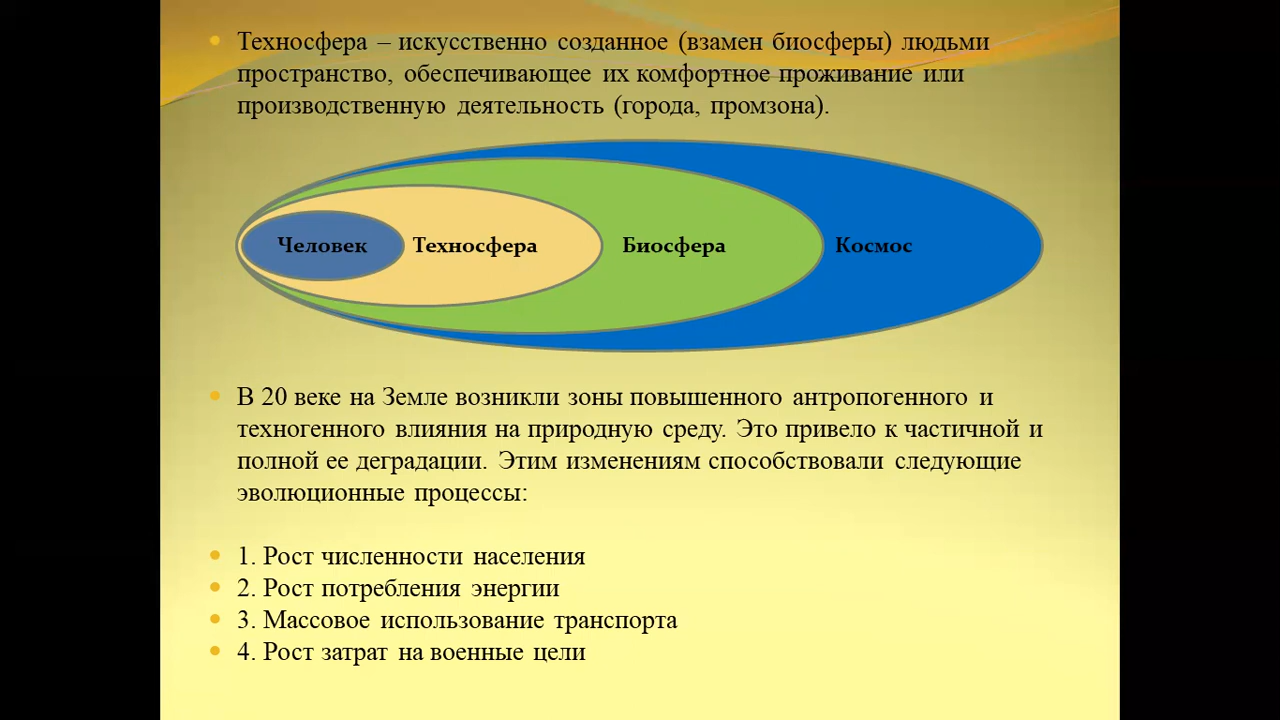 Техносфера – искусственно созданное (взамен биосферы) людьми
пространство, обеспечивающее их комфортное проживание или
производственную деятельность (города, промзона).
Человек Техносфера Биосфера Космос
В 20 веке на Земле возникли зоны повышенного антропогенного и
техногенного влияния на природную среду. Это привело к частичной и
полной ее деградации. Этим изменениям способствовали следующие
эволюционные процессы:
1. Рост численности населения
2. Рост потребления энергии
3. Массовое использование транспорта
4. Рост затрат на военные цели